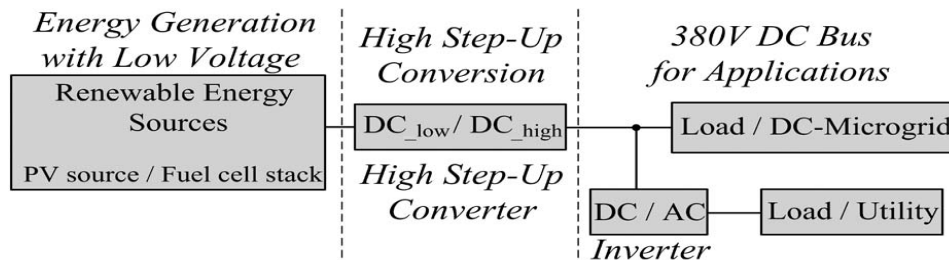 Energy Generation
with Low Voltage
Renewable Energy
Sources
PV source / Fuel cell stack
High Step-Up
Conversion
DC_low / DC_high
High Step-Up
Converter
380V DC Bus
for Applications
Load / DC-Microgrid
DC / AC
Load / Utility
Inverter